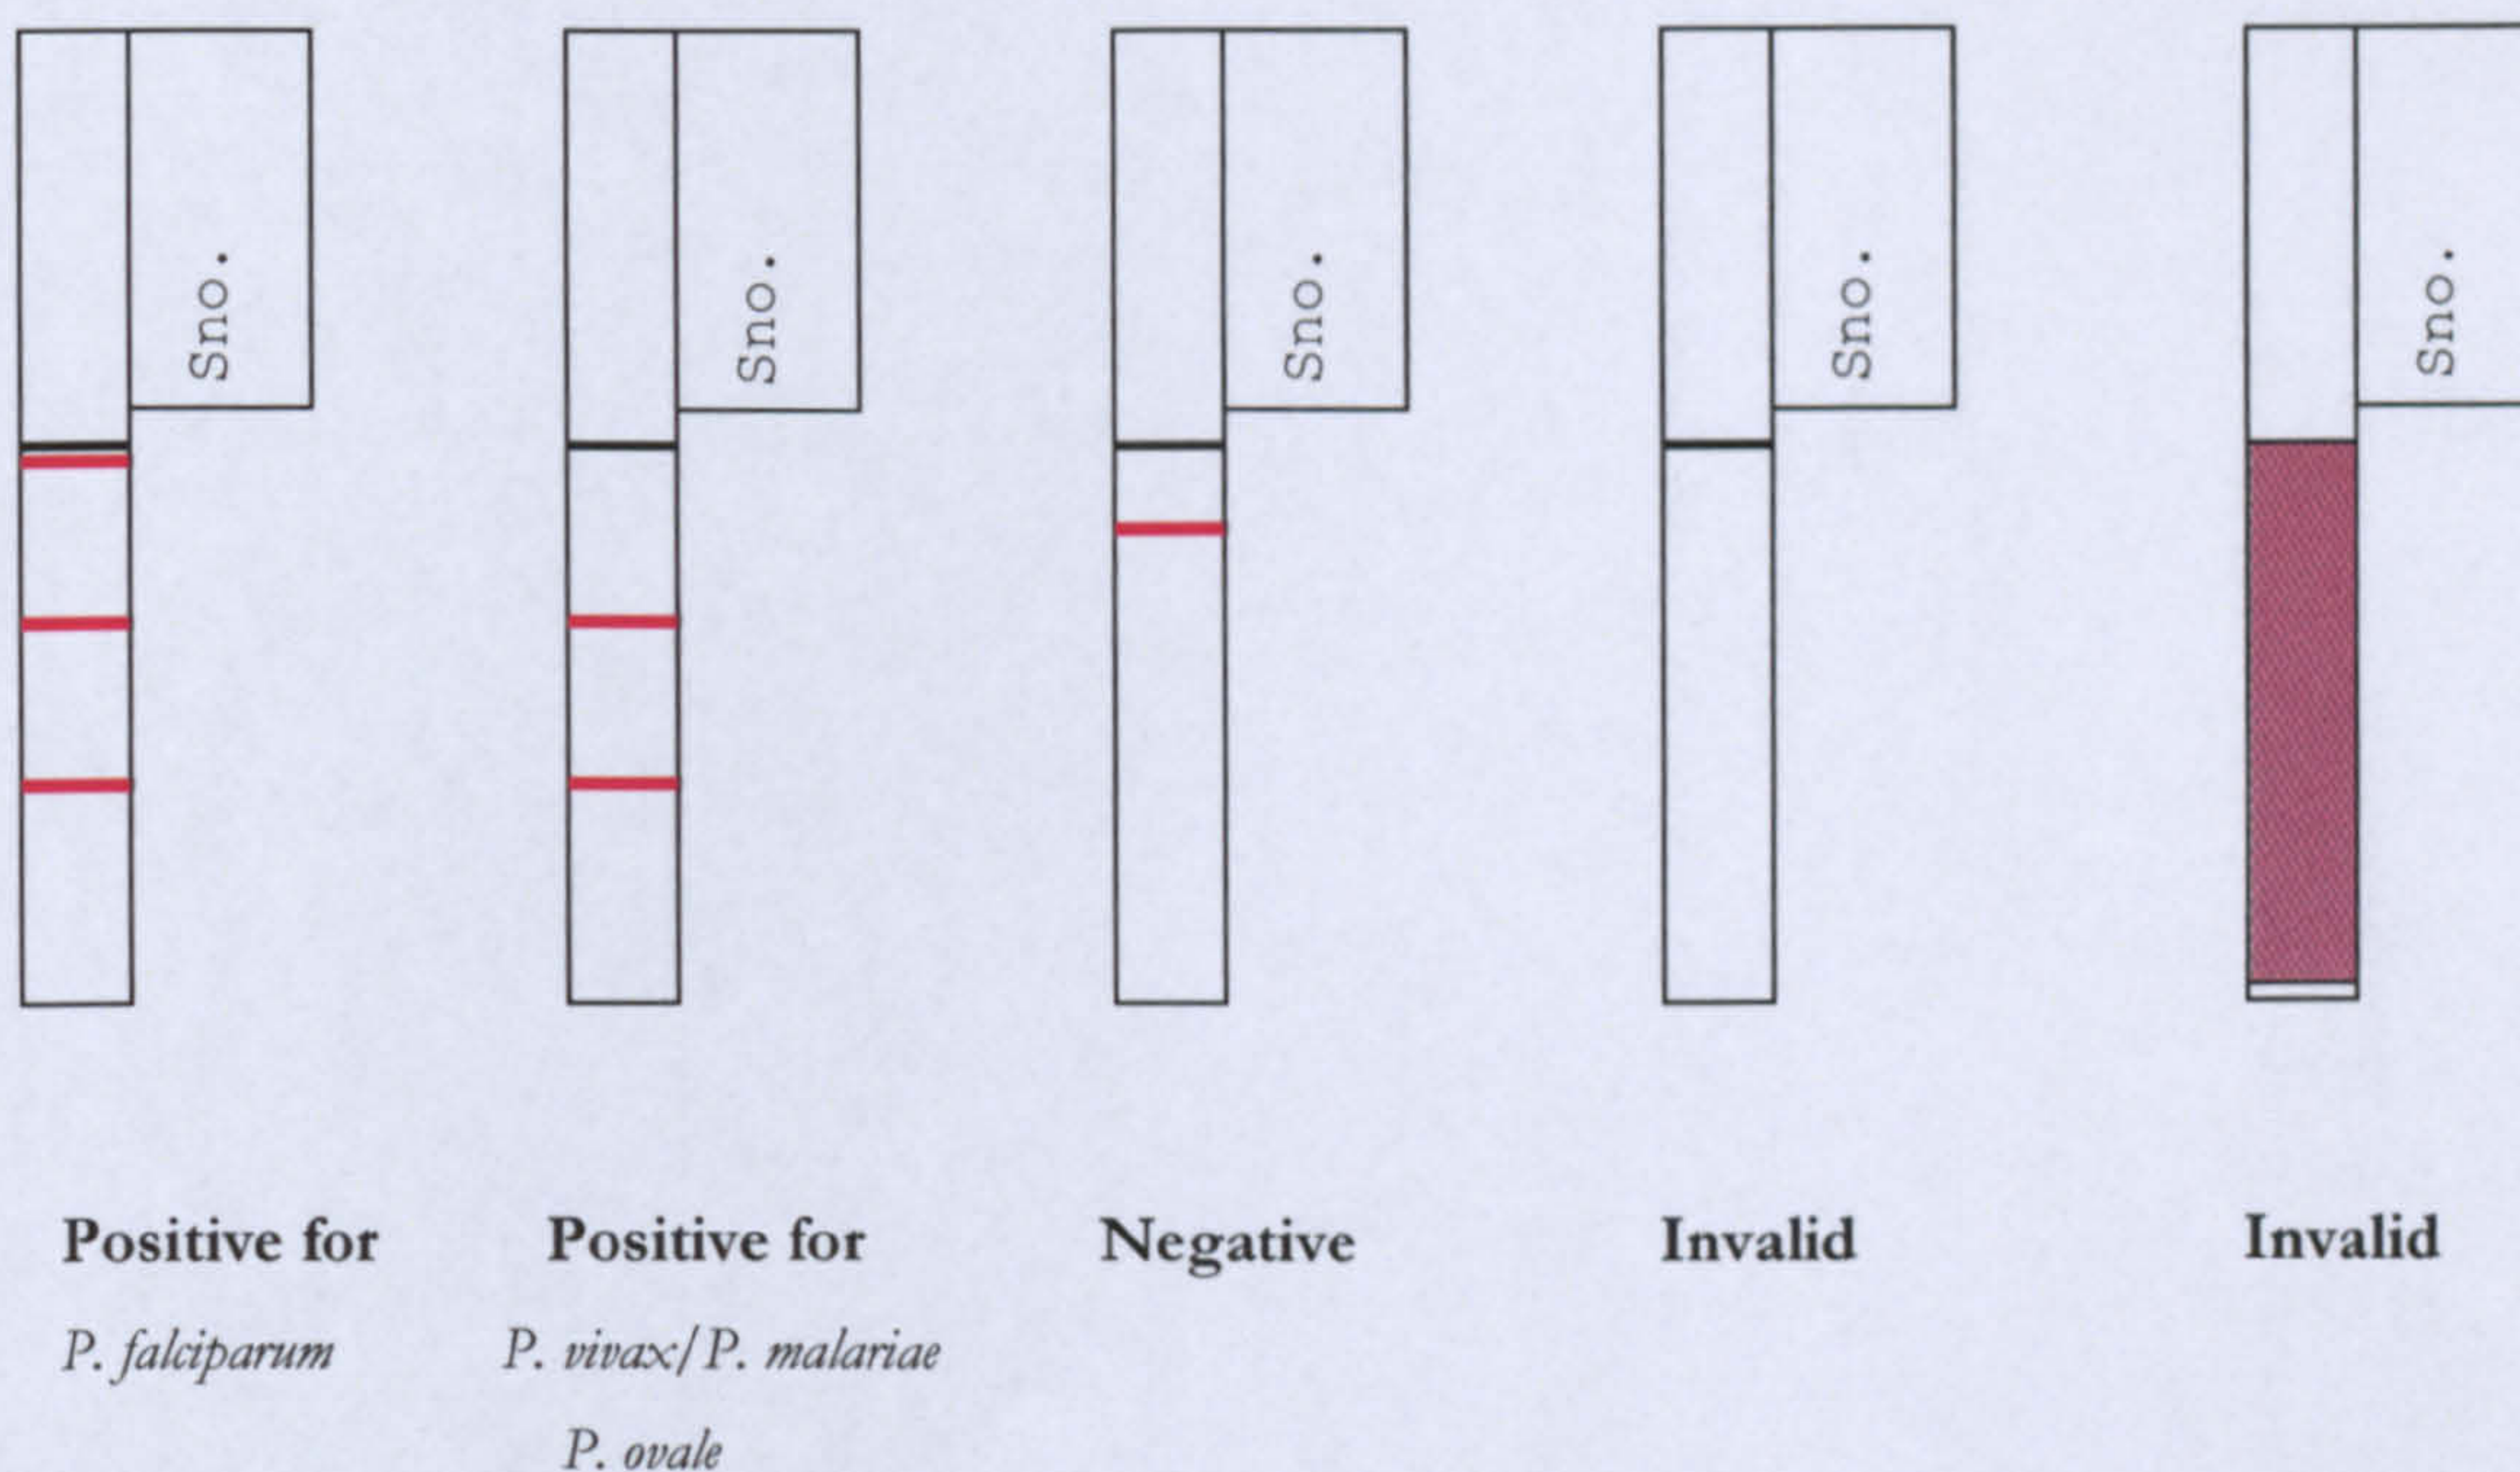 Sno. Sno. Sno. Sno. Sno.
Positive for Positive for Negative Invalid Invalid
P. falciparum P. vivax/P. malariae
P. ovale